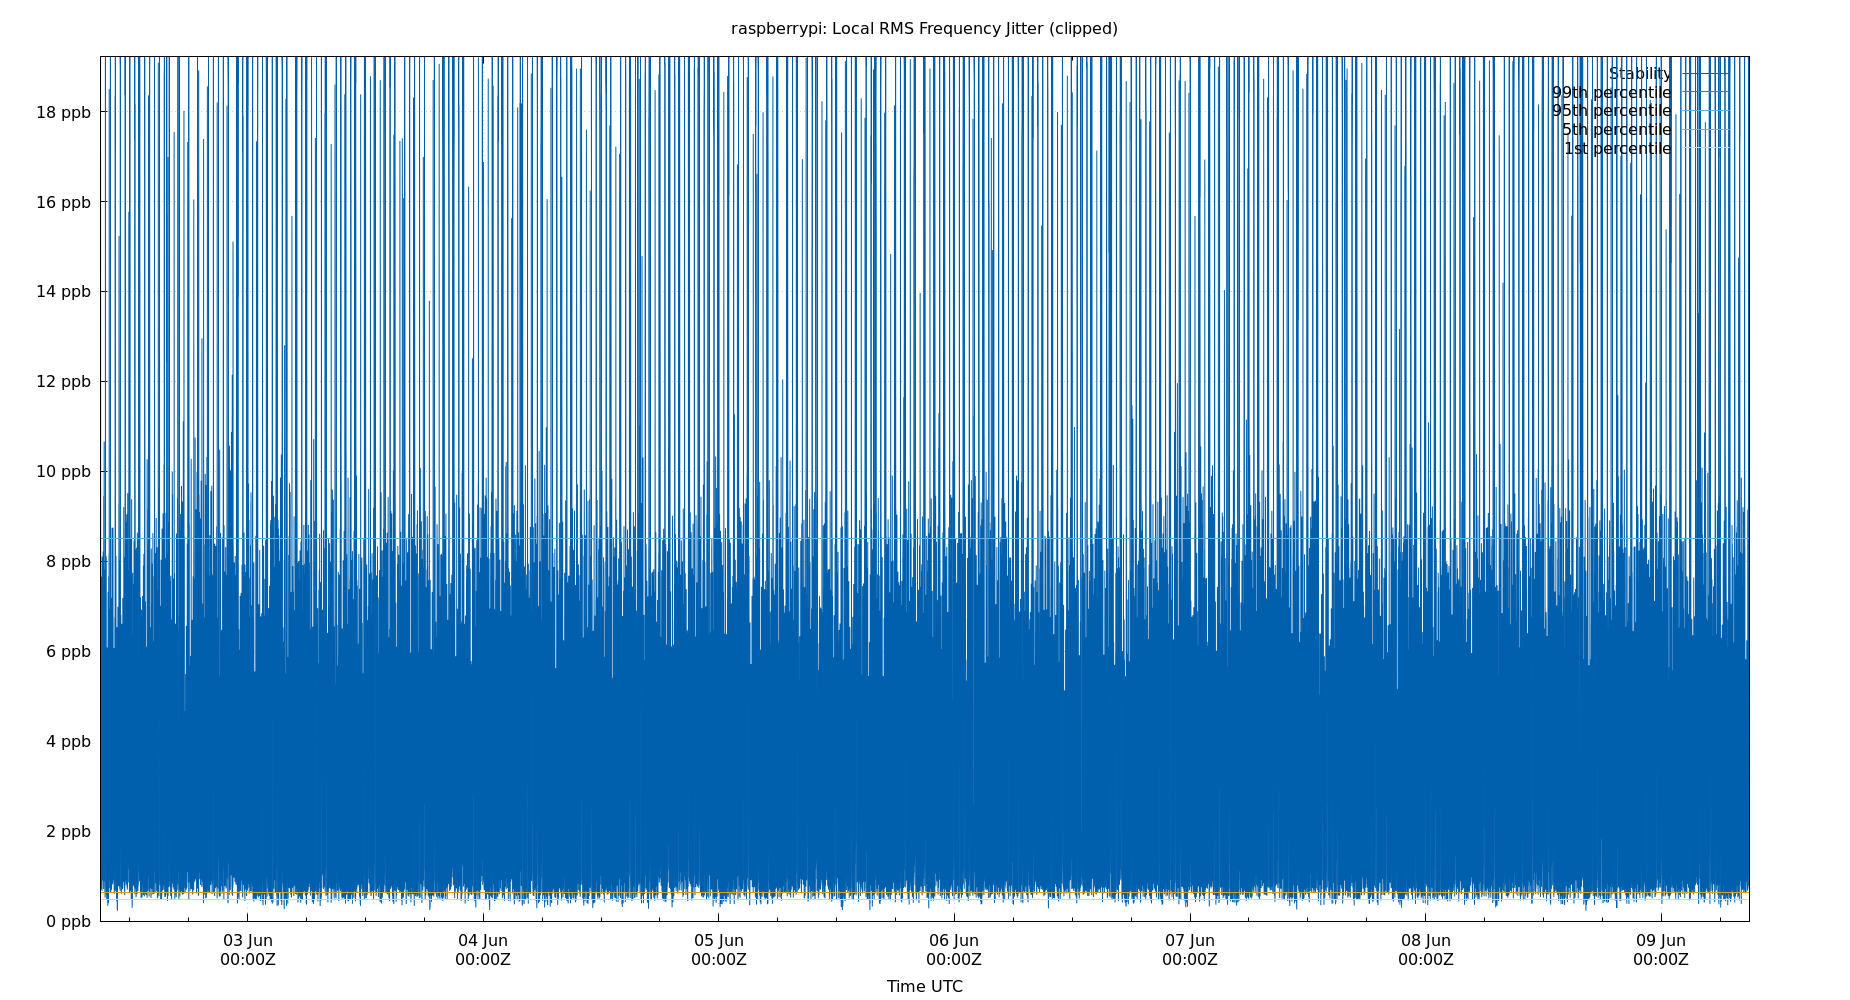 raspberrypi: Local RMS Frequency Jitter (clipped)
Stability
99th percentile
95th percentile
5th percentile
1st percentile
18 ppb
16 ppb
14 ppb
12 ppb
10 ppb
8 ppb
6 ppb
4 ppb
2 ppb
0 ppb
03 Jun 04 Jun 05 Jun 06 Jun 07 Jun 08 Jun 09 Jun
00:00Z 00:00Z 00:00Z 00:00Z 00:00Z 00:00Z 00:00Z
Time UTC